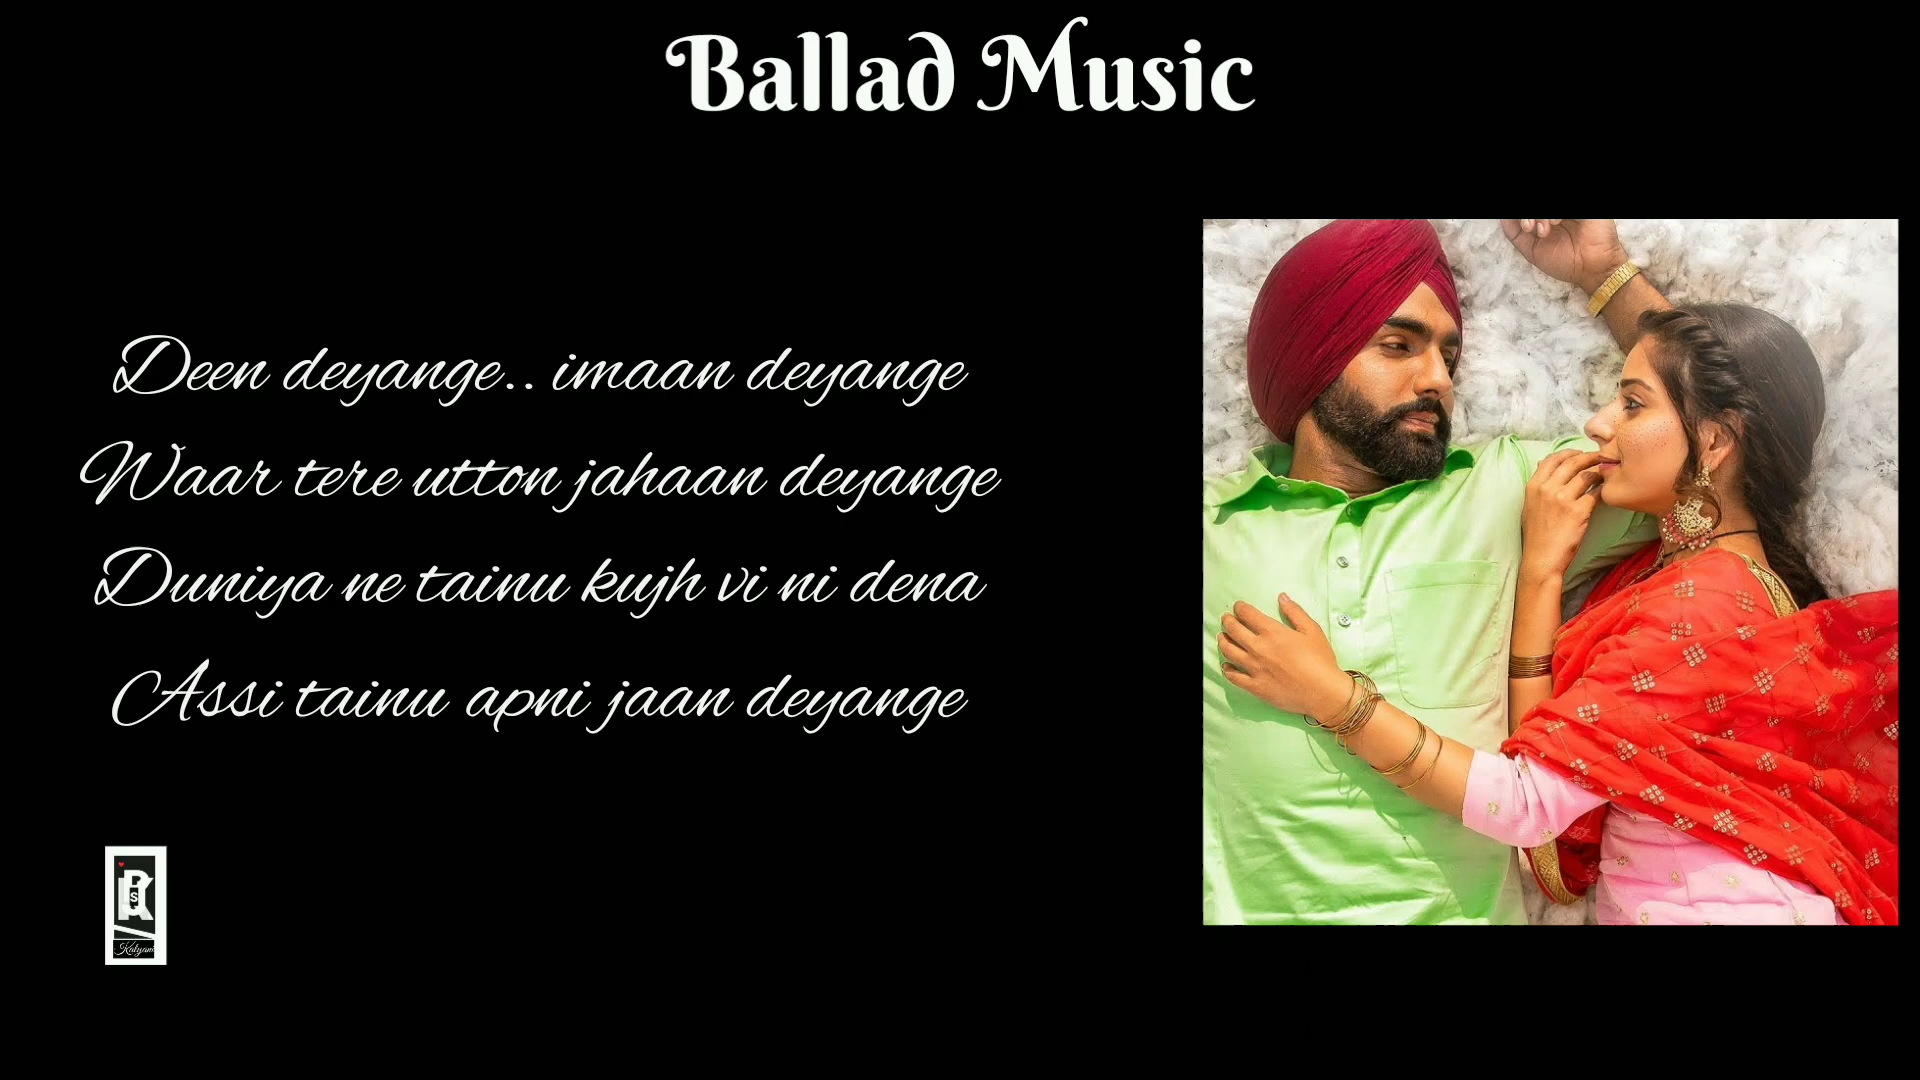 Ballad Music
Deen deyange.. imaan deyange
Waar tere utton jahaan deyange
Duniya ne tainu kujh vi ni dena
Assi tainu apni jaan deyange
Kalyani